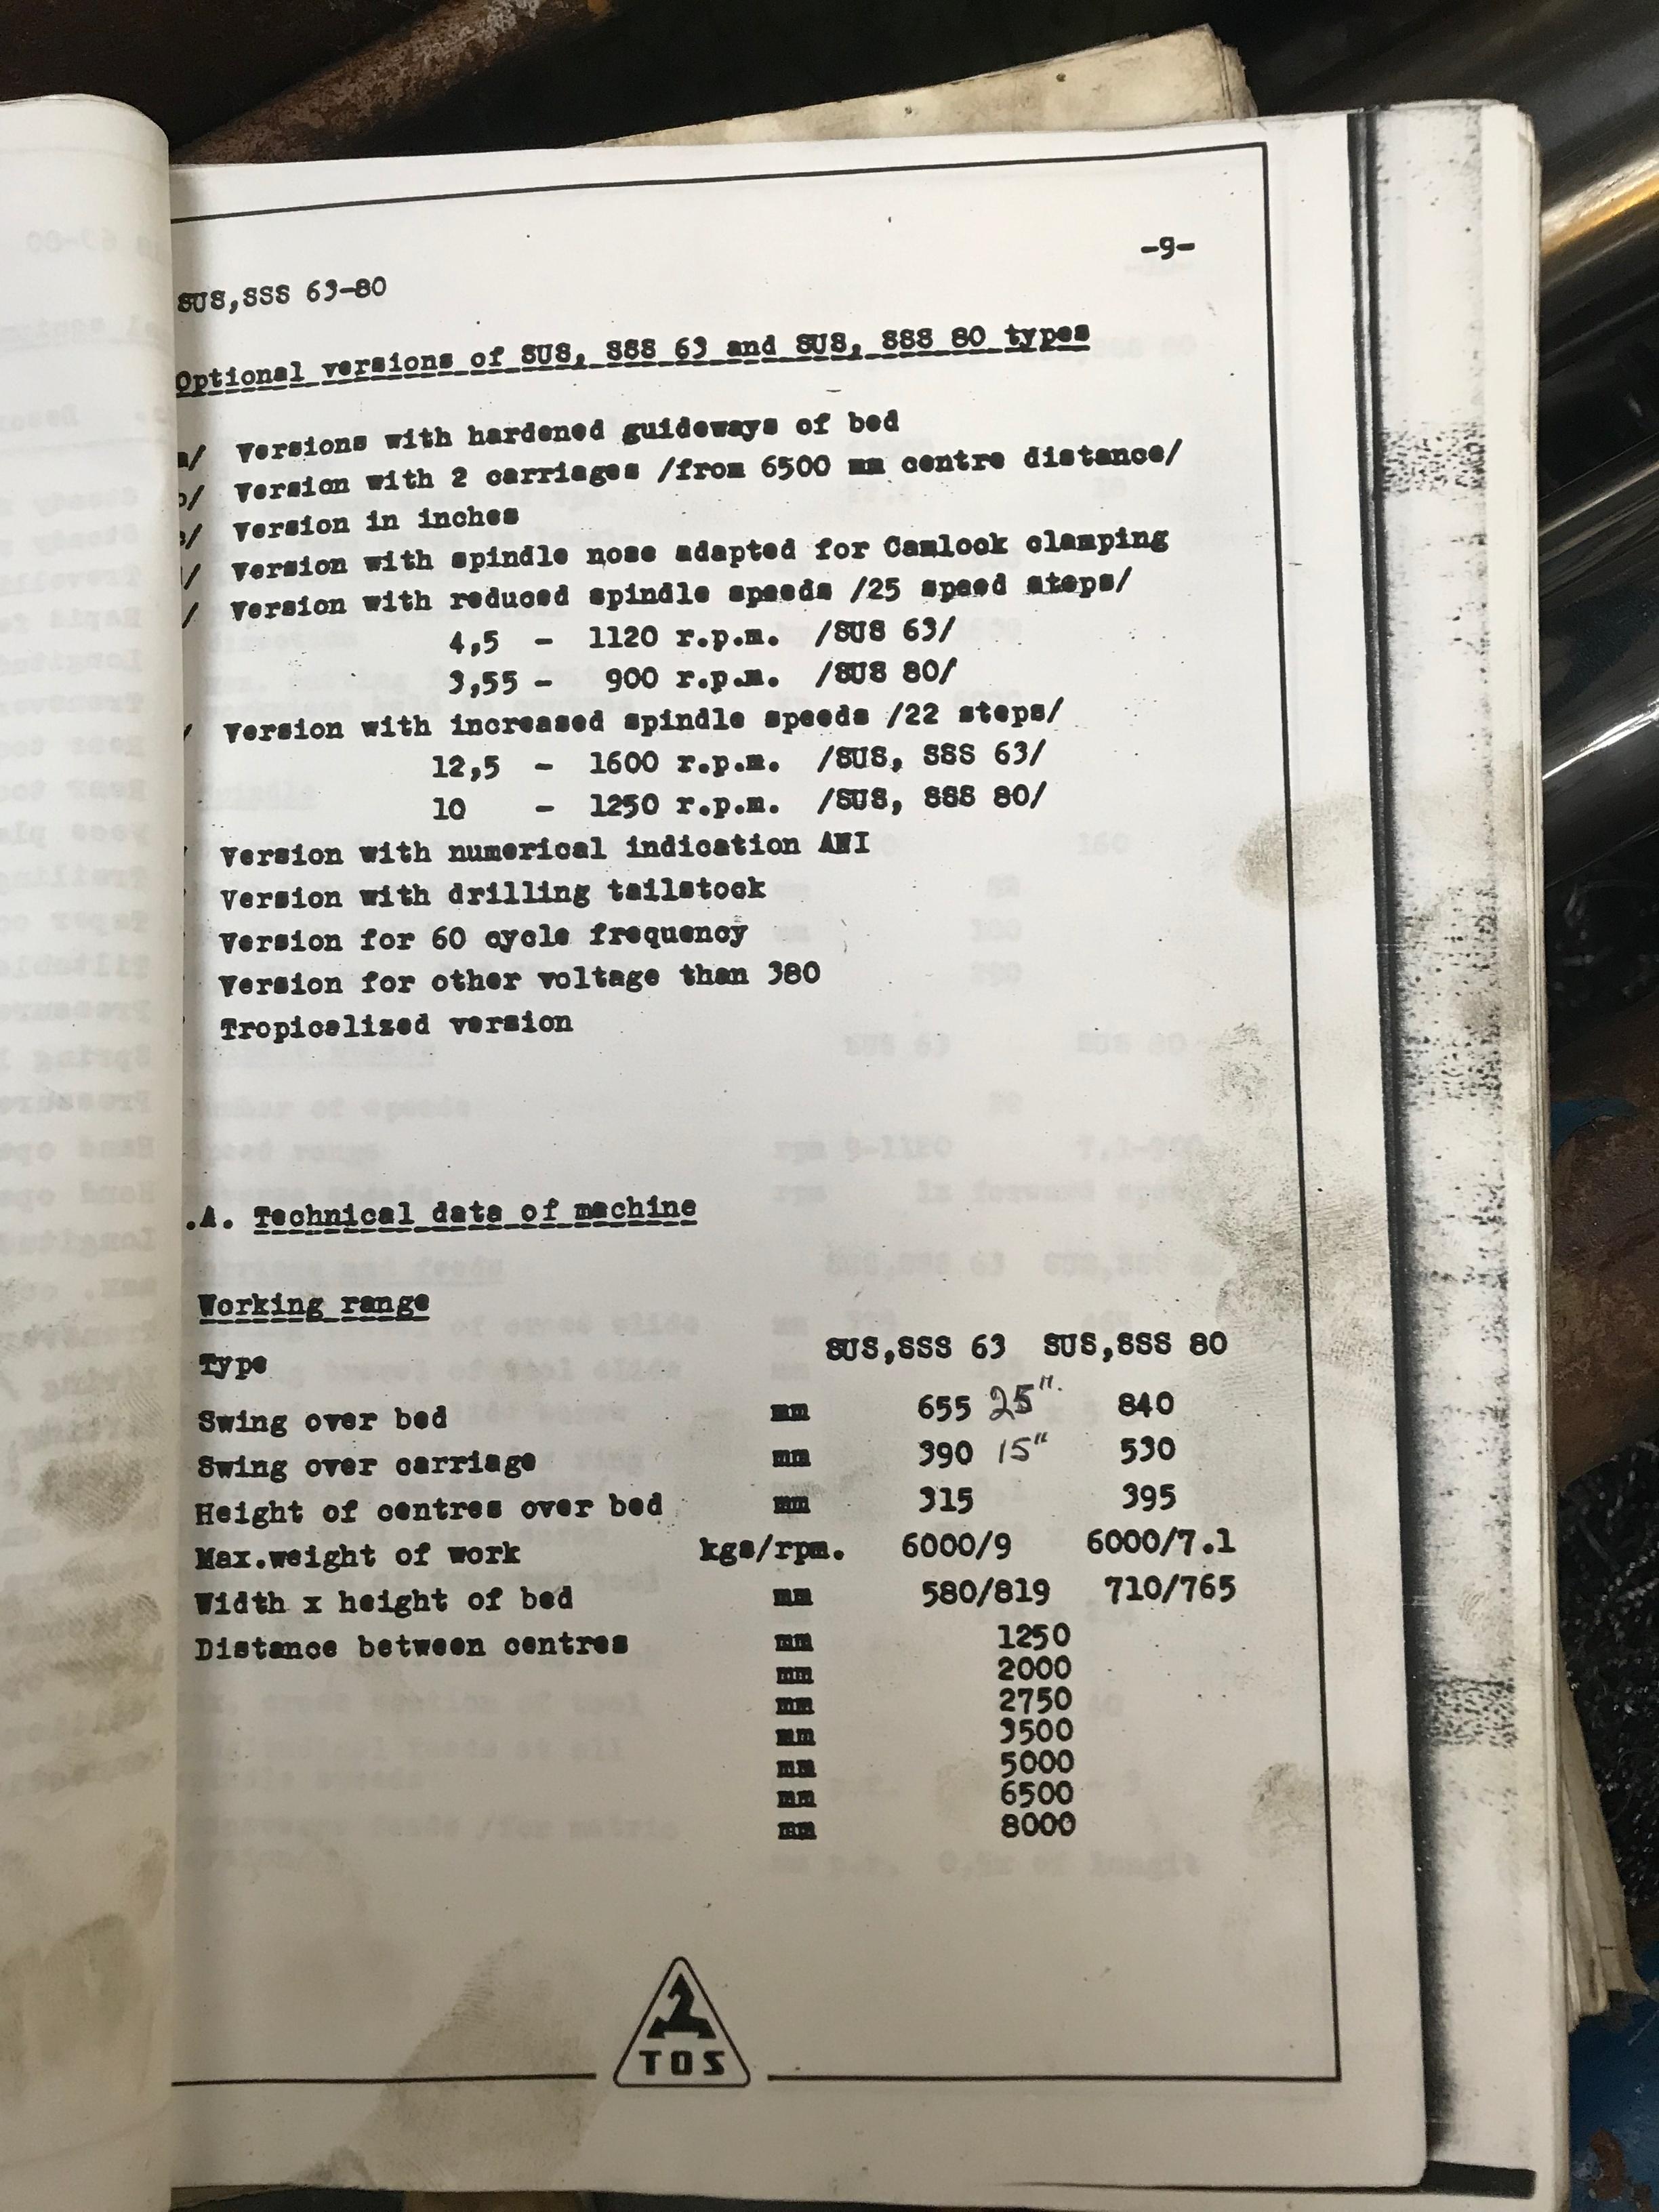 -9-
SUS,SSS 63-80
Optional versions of SUS, SSS 63 and SUS, SSS 80 types
a/ Versions with hardened guideways of bed
b/ Version with 2 carriages /from 6500 mm centre distance/
/ Version in inches
/ Version with spindle nose adapted for Camlock clamping
/ Version with reduced spindle speeds /25 speed steps/
4,5 - 1120 r.p.m. /SUS 63/
3,55 - 900 r.p.m. /SUS 80/
/ Version with increased spindle speeds /22 steps/
12,5 - 1600 r.p.m. /SUS, SSS 63/
10 - 1250 r.p.m. /SUS, SSS 80/
Version with numerical indication
Version with drilling tailstock
Version for 60 cycle frequency
Version for other voltage than 380
Tropicalized version
.A. Technical data of machine
Working range
Type SUS,SSS 63 SUS,SSS 80
Swing over bed mm 655 25" 840
Swing over carriage mm 390 15" 530
Height of centres over bed mm 315 395
Max.weight of work kgs/rpm. 6000/9 6000/7.1
Width x height of bed mm 580/819 710/765
Distance between centres mm 1250
mm 2000
mm 2750
mm 3500
mm 5000
mm 6500
mm 8000
TOS